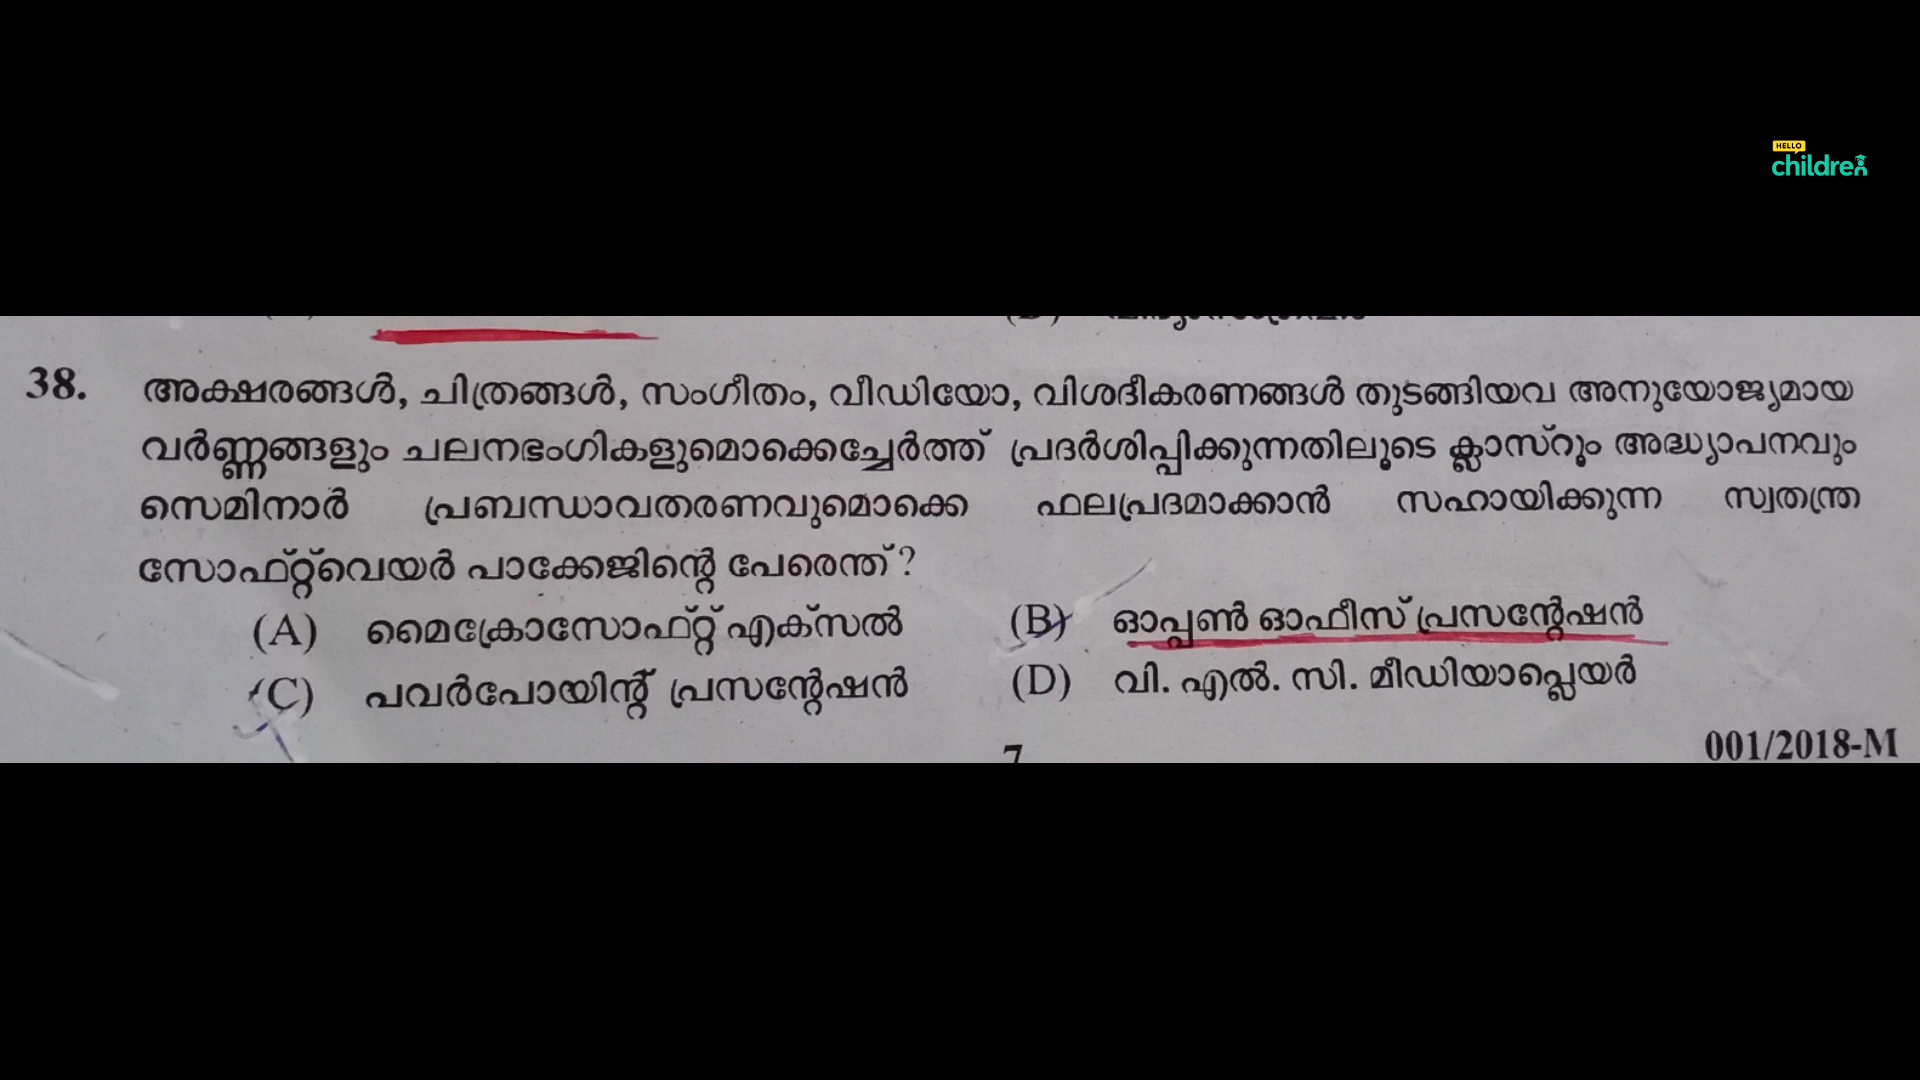 HELLO
children
38. അക്ഷരങ്ങൾ, ചിത്രങ്ങൾ, സംഗീതം, വീഡിയോ, വിശദീകരണങ്ങൾ തുടങ്ങിയവ അനുയോജ്യമായ
വർണ്ണങ്ങളും ചലനഭംഗികളുമൊക്കെച്ചേർത്ത് പ്രദർശിപ്പിക്കുന്നതിലൂടെ ക്ലാസ്റൂം അദ്ധ്യാപനവും
സെമിനാർ പ്രബന്ധാവതരണവുമൊക്കെ ഫലപ്രദമാക്കാൻ സഹായിക്കുന്ന സ്വതന്ത്ര
സോഫ്റ്റ്‌വെയർ പാക്കേജിന്റെ പേരെന്ത്?
(A) മൈക്രോസോഫ്റ്റ് എക്സൽ (B) ഓപ്പൺ ഓഫീസ് പ്രസന്റേഷൻ
(C) പവർപോയിന്റ് പ്രസന്റേഷൻ (D) വി. എൽ. സി. മീഡിയാപ്ലെയർ
7 001/2018-M